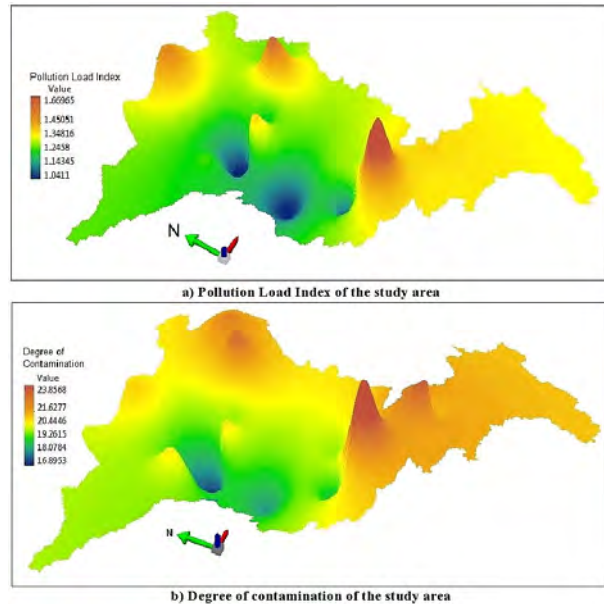 Pollution Load Index
Value
1.66965
1.45051
1.34816
1.2458
1.14345
1.0411
N
a) Pollution Load Index of the study area
Degree of
Contamination
Value
23.8568
21.6277
20.4446
19.2615
18.0784
16.8953
N
b) Degree of contamination of the study area